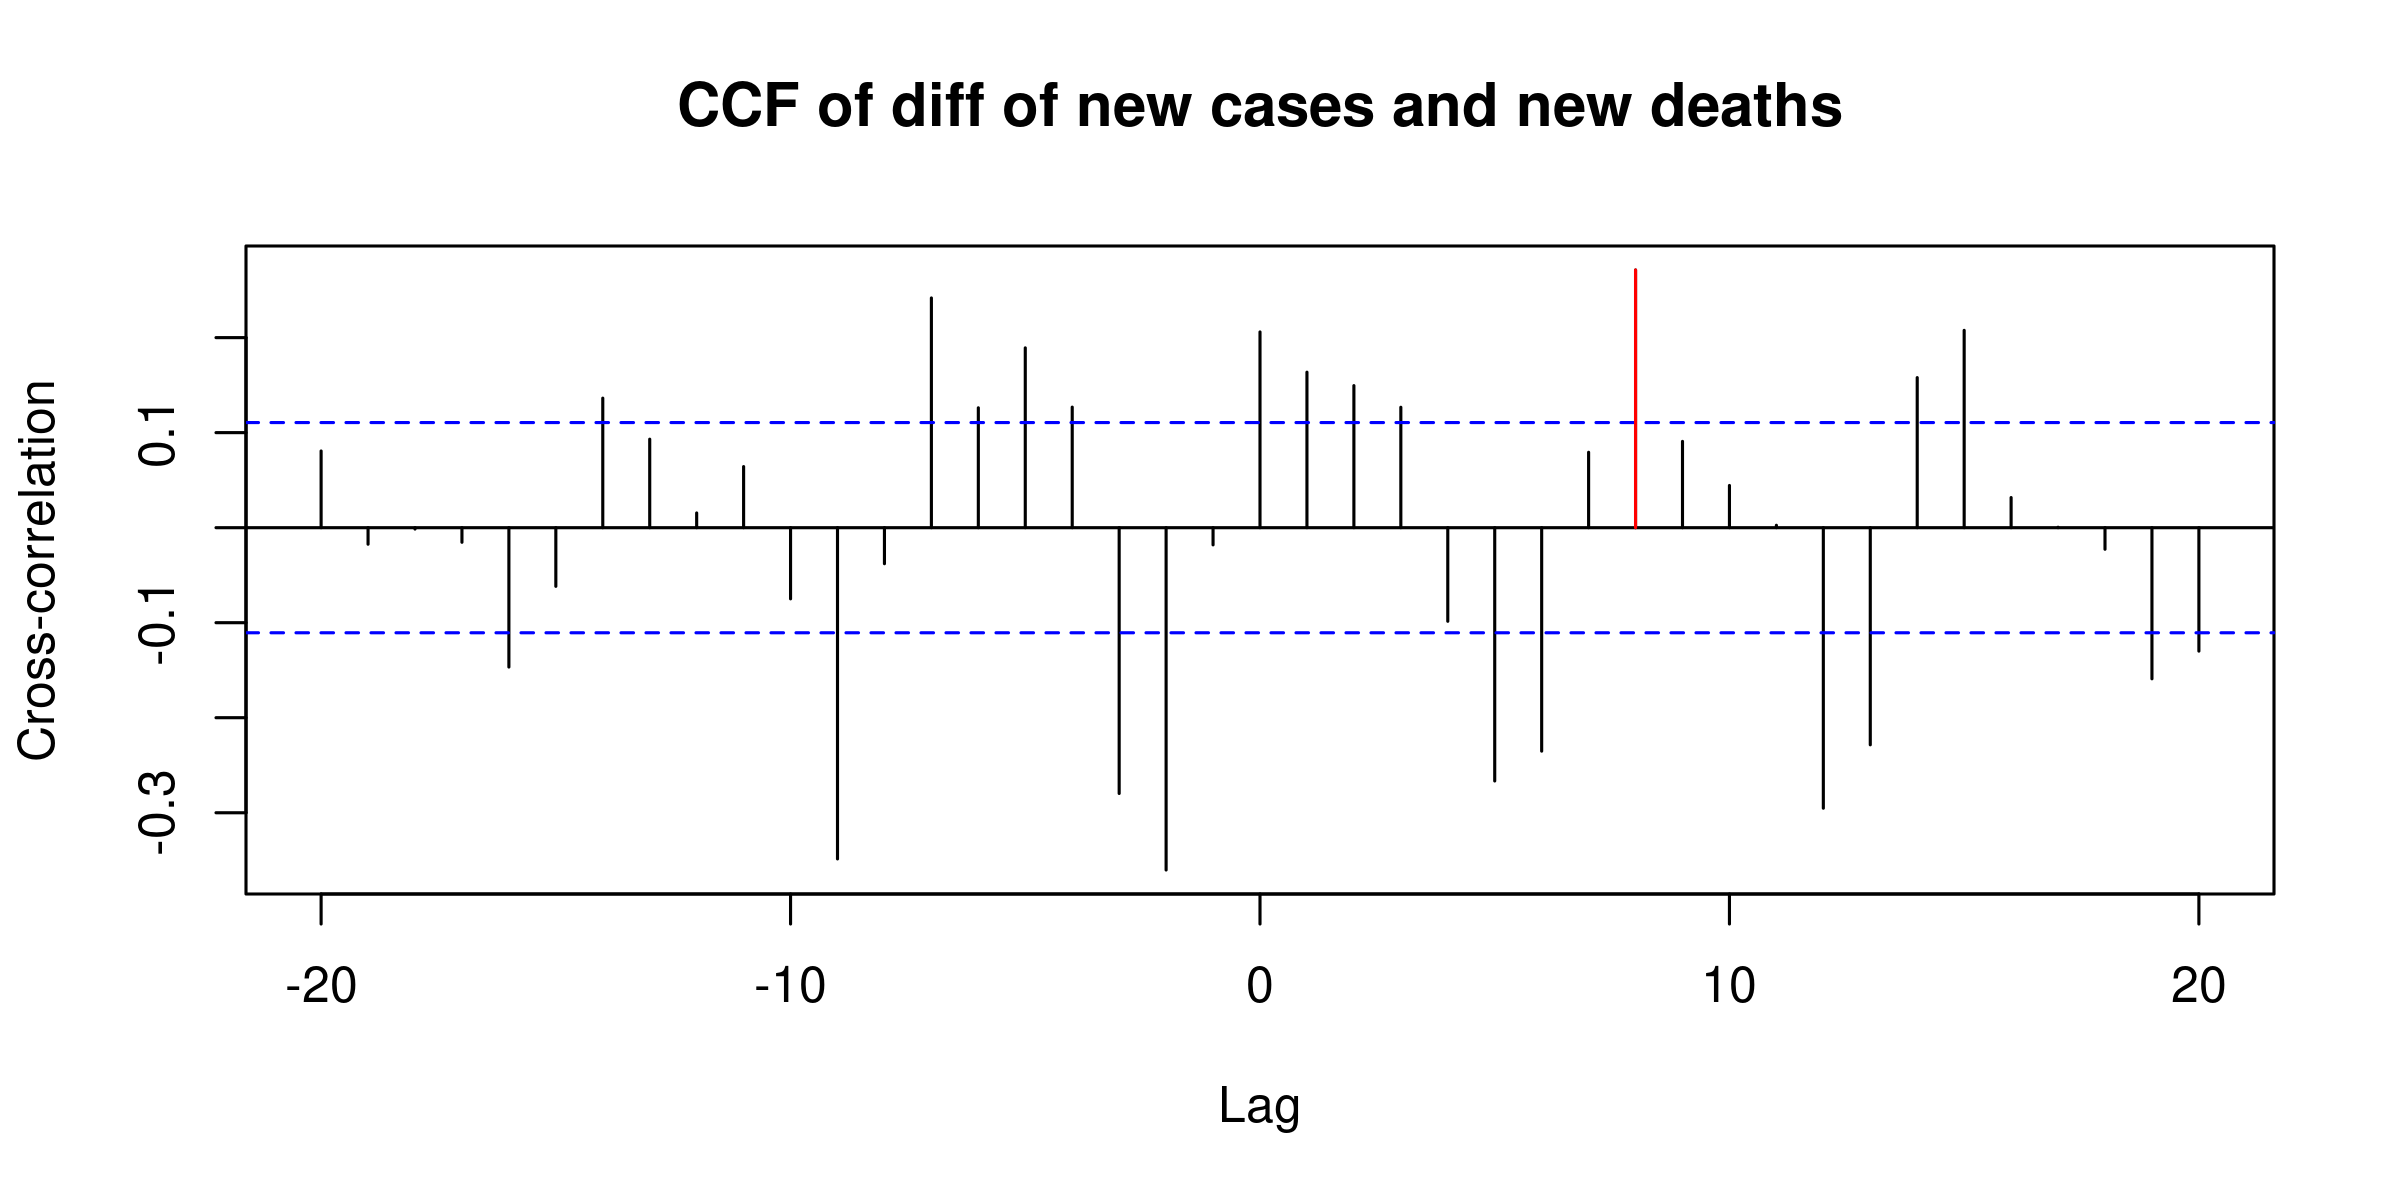 CCF of diff of new cases and new deaths
Cross-correlation
0.1
-0.1
-0.3
-20 -10 0 10 20
Lag